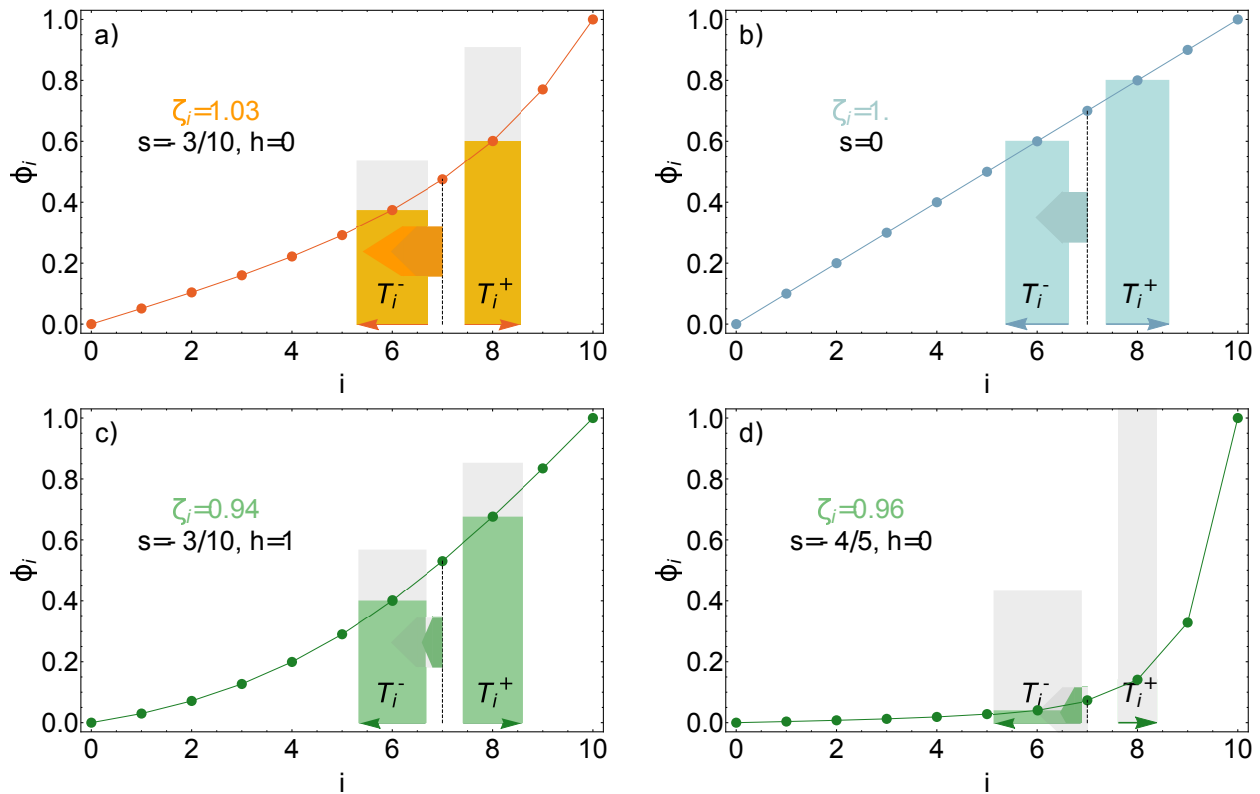 a)
ζi=1.03
s=- 3/10, h=0
Ti- Ti+
ϕi
1.0
0.8
0.6
0.4
0.2
0.0
0 2 4 6 8 10
i
b)
ζi=1.
s=0
Ti- Ti+
ϕi
1.0
0.8
0.6
0.4
0.2
0.0
0 2 4 6 8 10
i
c)
ζi=0.94
s=- 3/10, h=1
Ti- Ti+
ϕi
1.0
0.8
0.6
0.4
0.2
0.0
0 2 4 6 8 10
i
d)
ζi=0.96
s=- 4/5, h=0
Ti- Ti+
ϕi
1.0
0.8
0.6
0.4
0.2
0.0
0 2 4 6 8 10
i